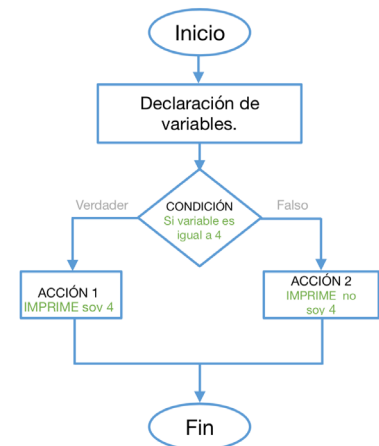 Inicio
Declaración de
variables.
Verdader
CONDICIÓN
Si variable es
igual a 4
Falso
ACCIÓN 1
IMPRIME soy 4
ACCIÓN 2
IMPRIME no
soy 4
Fin